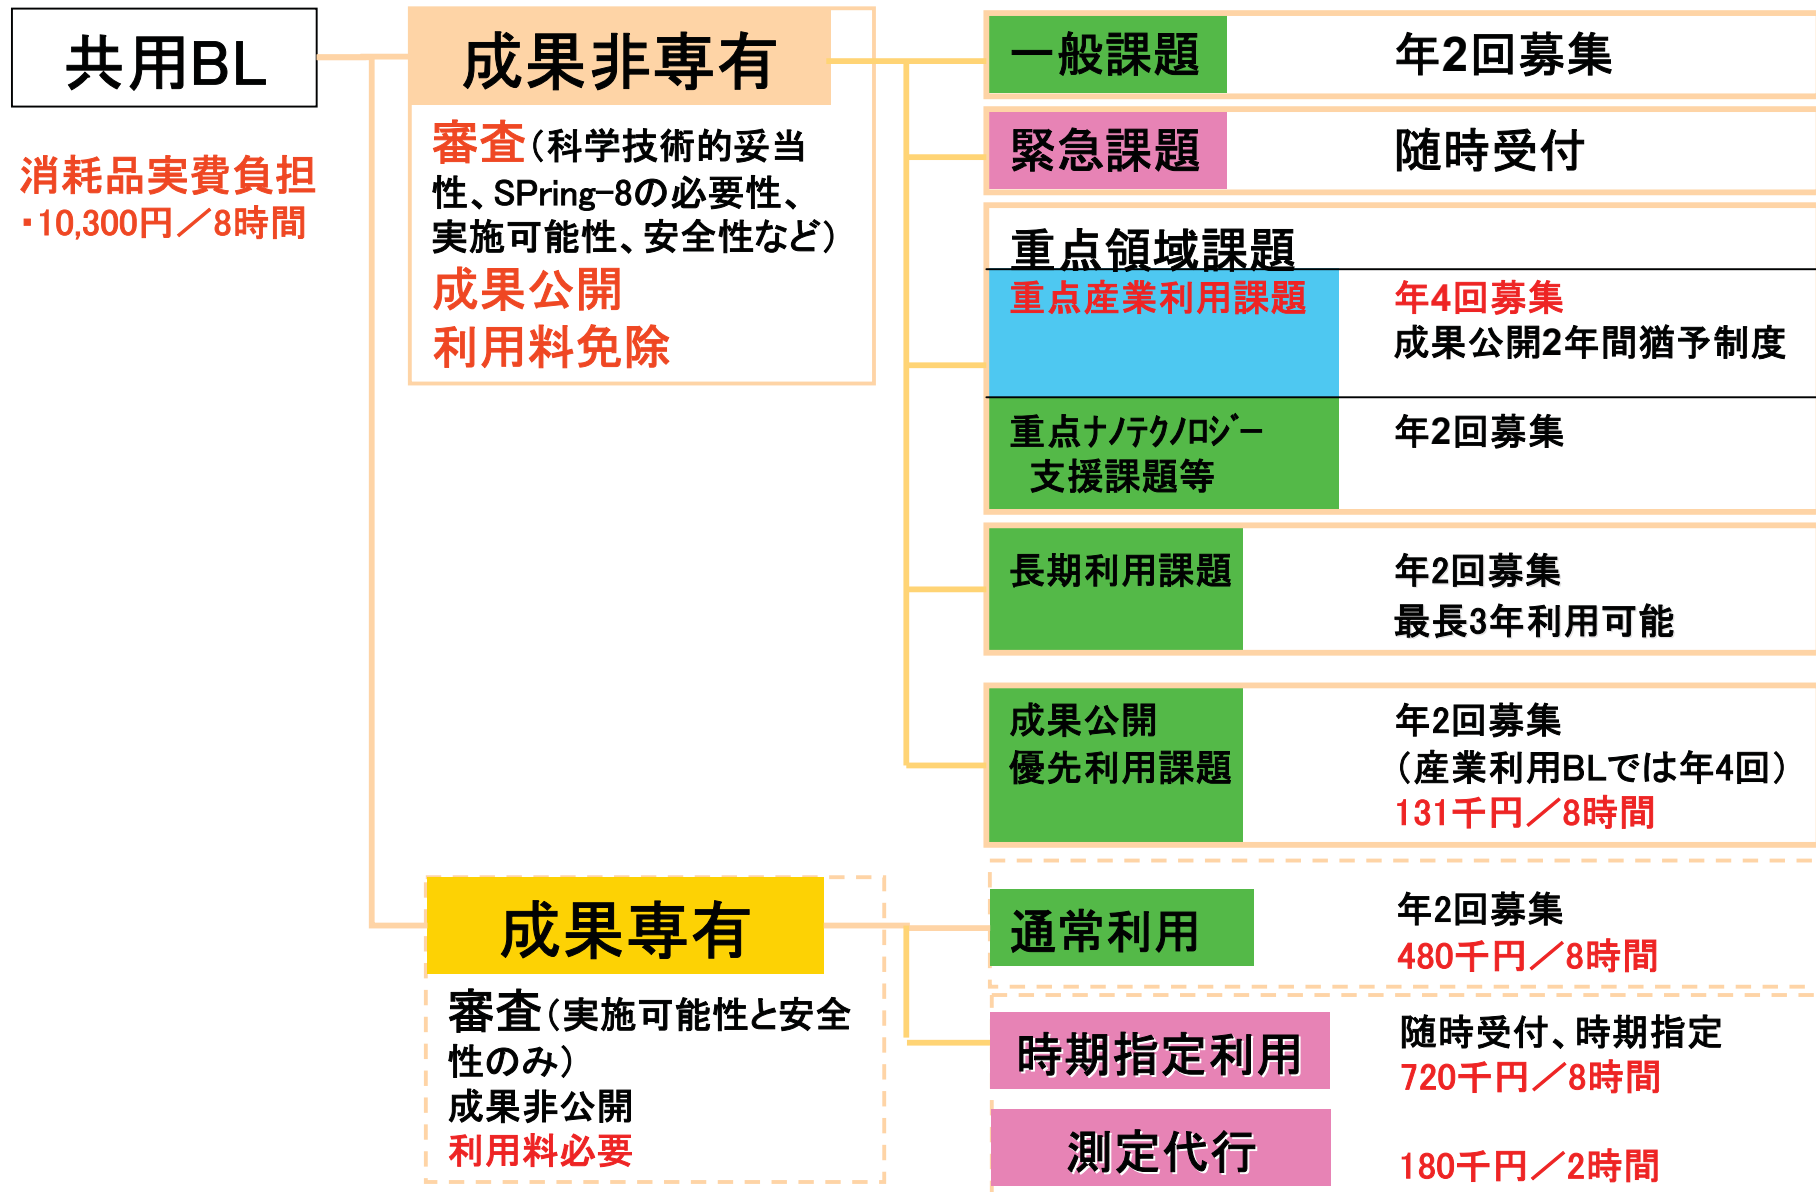 共用BL
消耗品実費負担
・10,300円／8時間
成果非専有
審査（科学技術的妥当
性、SPring-8の必要性、
実施可能性、安全性など）
成果公開
利用料免除
一般課題
年2回募集
緊急課題
随時受付
重点領域課題
重点産業利用課題
年4回募集
成果公開2年間猶予制度
重点ﾅﾉﾃｸﾉﾛｼﾞｰ
支援課題等
年2回募集
長期利用課題
年2回募集
最長3年利用可能
成果公開
優先利用課題
年2回募集
（産業利用BLでは年4回）
131千円／8時間
成果専有
審査（実施可能性と安全
性のみ）
成果非公開
利用料必要
通常利用
年2回募集
480千円／8時間
時期指定利用
随時受付、時期指定
720千円／8時間
測定代行
180千円／2時間